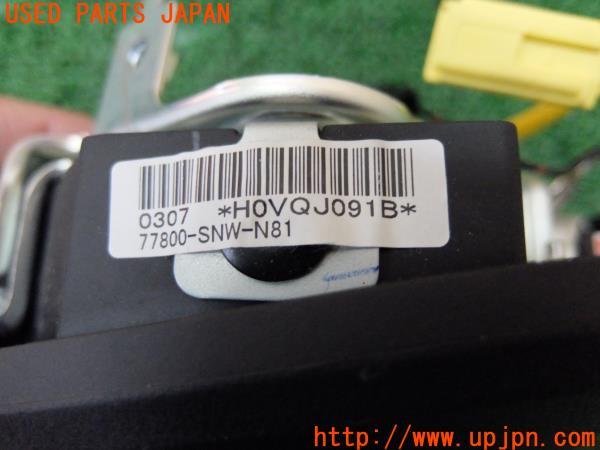 USED PARTS JAPAN
0307 *H0VQJ091B*
77800-SNW-N81
http://www.upjpn.com/